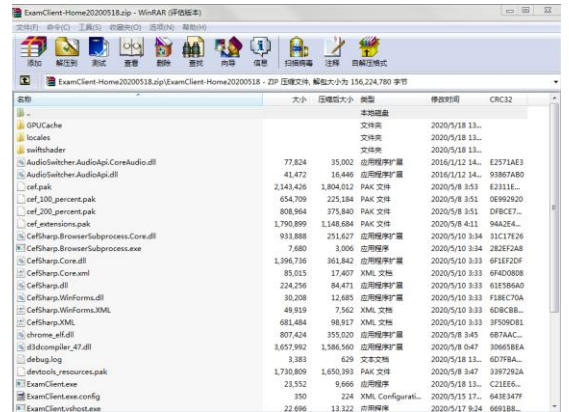 ExamClient-Home20200518.zip - WinRAR (评估版本)
文件(F) 命令(C) 工具(S) 收藏夹(O) 选项(N) 帮助(H)
添加 解压到 测试 查看 删除 查找 向导 信息 扫描病毒 注释 自解压格式
ExamClient-Home20200518.zip\ExamClient-Home20200518 - ZIP 压缩文件, 解包大小为 156,224,780 字节
名称 大小 压缩后大小 类型 修改时间 CRC32
.. 本地磁盘
GPUCache 文件夹 2020/5/18 13...
locales 文件夹 2020/5/18 13...
swiftshader 文件夹 2020/5/18 13...
AudioSwitcher.AudioApi.CoreAudio.dll 77,824 35,002 应用程序扩展 2016/1/12 14... E2571AE3
AudioSwitcher.AudioApi.dll 41,472 16,446 应用程序扩展 2016/1/12 14... 93867AB0
cef.pak 2,143,426 1,804,012 PAK 文件 2020/5/8 3:53 E2311E...
cef_100_percent.pak 654,709 225,184 PAK 文件 2020/5/8 3:51 0E992920
cef_200_percent.pak 808,964 375,840 PAK 文件 2020/5/8 3:51 DFBCE7...
cef_extensions.pak 1,790,899 1,148,684 PAK 文件 2020/5/8 4:11 94A2E4...
CefSharp.BrowserSubprocess.Core.dll 933,888 251,627 应用程序扩展 2020/5/10 3:34 31C17E26
CefSharp.BrowserSubprocess.exe 7,680 3,006 应用程序 2020/5/10 3:34 282EF2A8
CefSharp.Core.dll 1,396,736 361,842 应用程序扩展 2020/5/10 3:33 6F1EF2DF
CefSharp.Core.xml 85,015 17,407 XML 文档 2020/5/10 3:33 6F4D0808
CefSharp.dll 224,256 84,471 应用程序扩展 2020/5/10 3:33 61E5B6A0
CefSharp.WinForms.dll 30,208 12,685 应用程序扩展 2020/5/10 3:33 F18EC70A
CefSharp.WinForms.XML 49,919 7,562 XML 文档 2020/5/10 3:33 6DBCBB...
CefSharp.XML 681,484 98,917 XML 文档 2020/5/10 3:33 3F509DB1
chrome_elf.dll 807,424 355,020 应用程序扩展 2020/5/8 3:45 6B7AAC...
d3dcompiler_47.dll 3,657,992 1,586,560 应用程序扩展 2020/5/8 0:47 30665BEA
debug.log 3,383 629 文本文档 2020/5/18 13... 6D7FBA...
devtools_resources.pak 1,730,809 1,650,393 PAK 文件 2020/5/8 3:47 3397292A
ExamClient.exe 23,552 9,666 应用程序 2020/5/18 13... C21EE6...
ExamClient.exe.config 350 224 XML Configurati... 2020/5/15 17... 643E347F
ExamClient.vshost.exe 22,696 13,322 应用程序 2020/5/17 9:24 6691B8...